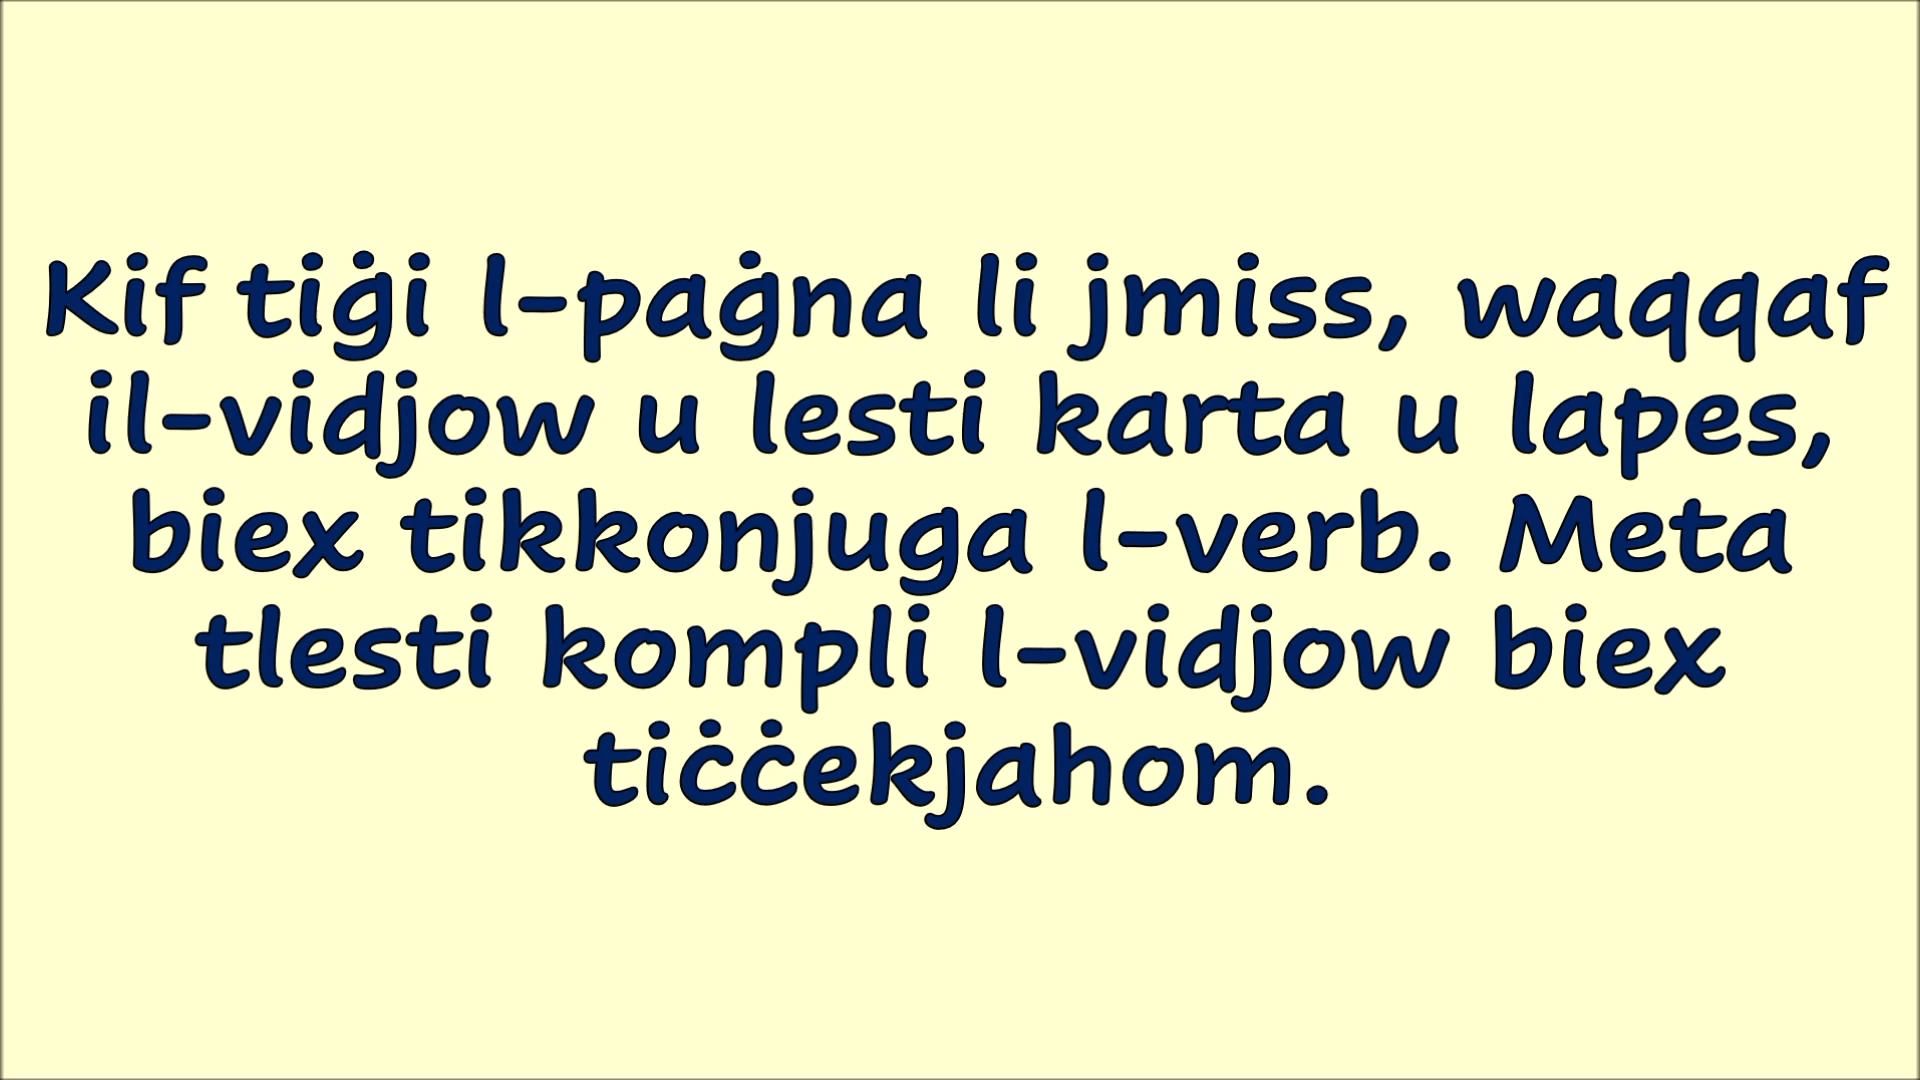 Kif tiġi l-paġna li jmiss, waqqaf
il-vidjow u lesti karta u lapes,
biex tikkonjuga l-verb. Meta
tlesti kompli l-vidjow biex
tiċċekjahom.